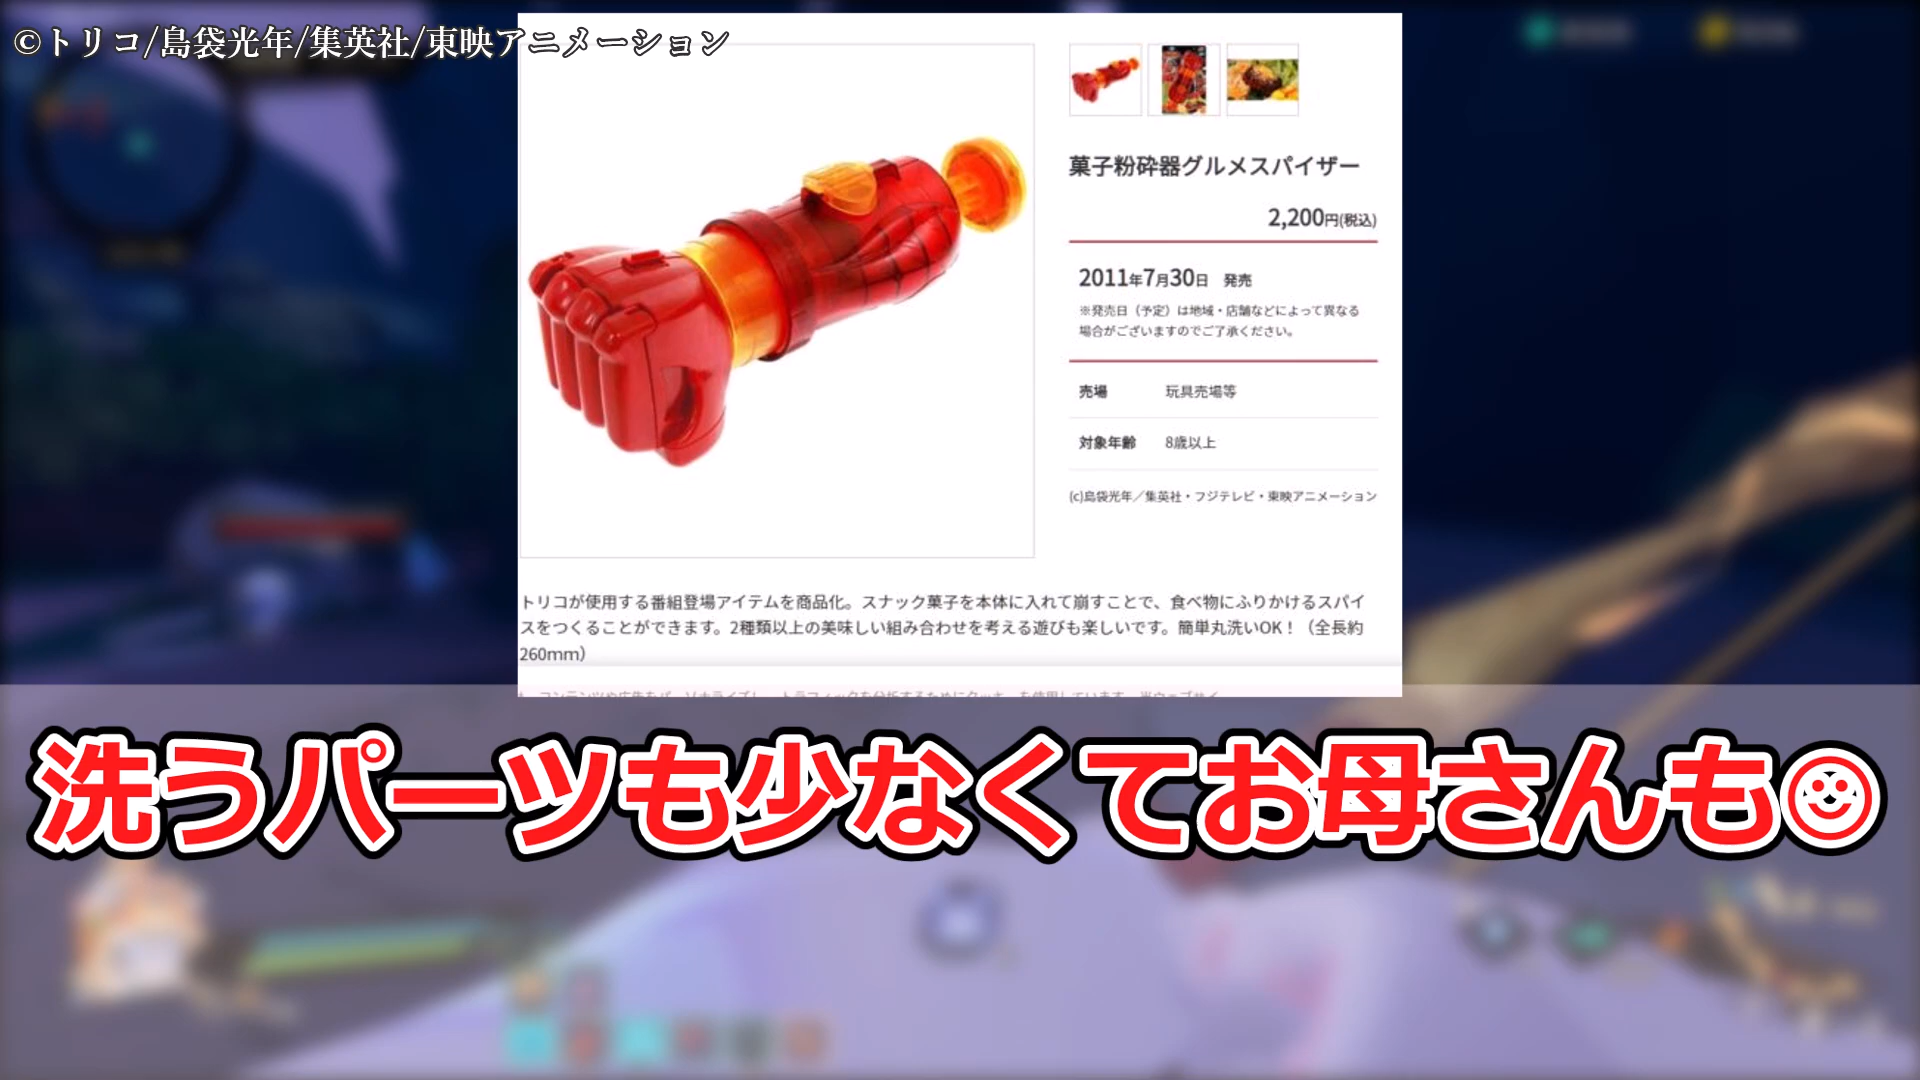 ©トリコ/島袋光年/集英社/東映アニメーション
菓子粉砕器グルメスパイザー
2,200円(税込)
2011年7月30日 発売
※発売日（予定）は地域・店舗などによって異なる
場合がございますのでご了承ください。
売場 玩具売場等
対象年齢 8歳以上
(c)島袋光年／集英社・フジテレビ・東映アニメーション
トリコが使用する番組登場アイテムを商品化。スナック菓子を本体に入れて崩すことで、食べ物にふりかけるスパイ
スをつくることができます。2種類以上の美味しい組み合わせを考える遊びも楽しいです。簡単丸洗いOK！（全長約
260mm）
洗うパーツも少なくてお母さんも☺